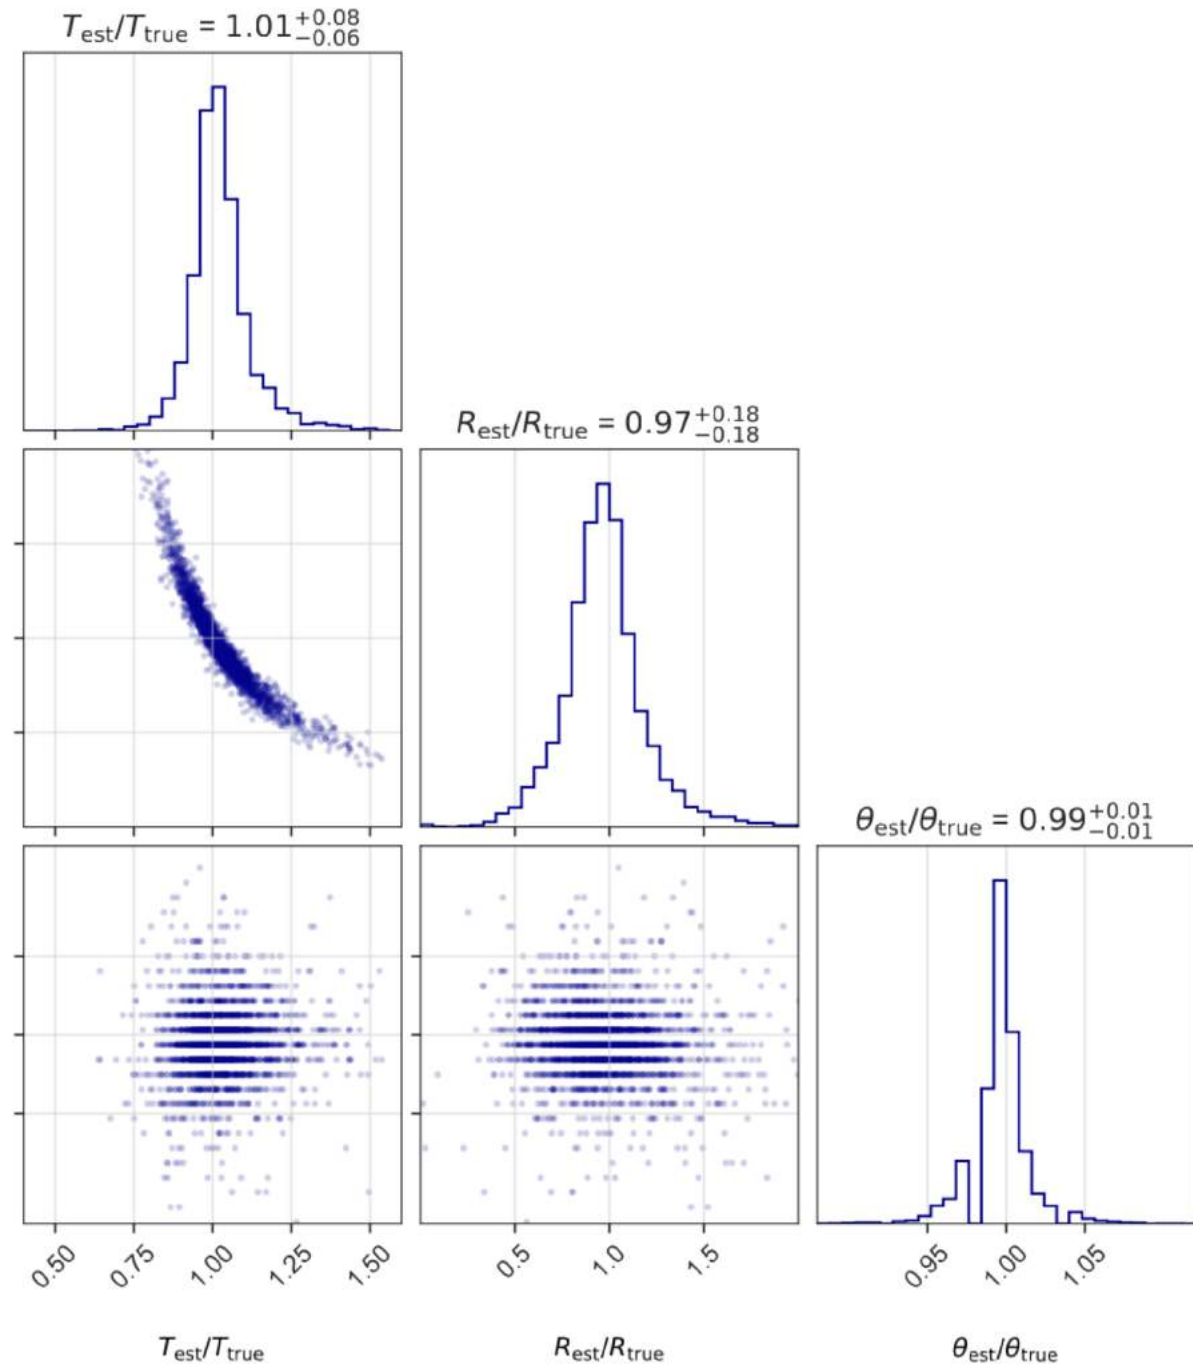 T_est/T_true = 1.01 +0.08 −0.06
R_est/R_true = 0.97 +0.18 −0.18
θ_est/θ_true = 0.99 +0.01 −0.01
0.50 0.75 1.00 1.25 1.50
0.5 1.0 1.5
0.95 1.00 1.05
T_est/T_true
R_est/R_true
θ_est/θ_true